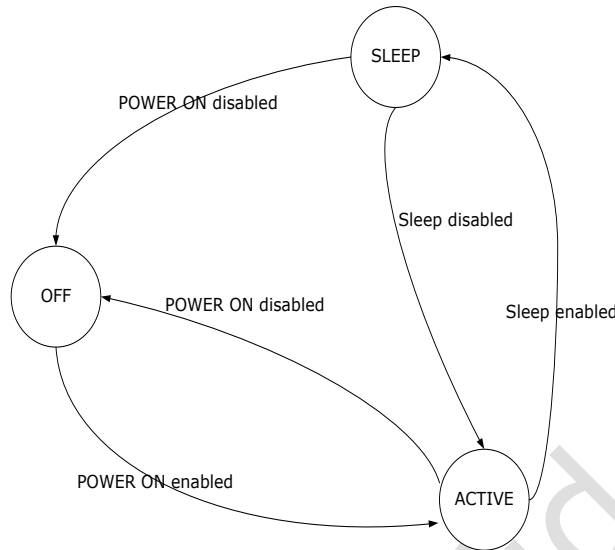 SLEEP
POWER ON disabled
Sleep disabled
OFF
POWER ON disabled
Sleep enabled
POWER ON enabled
ACTIVE